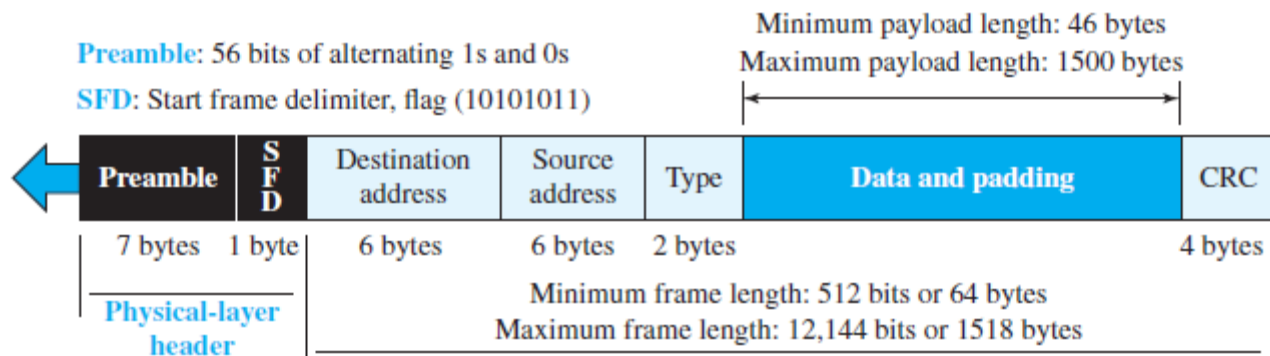 Preamble: 56 bits of alternating 1s and 0s
SFD: Start frame delimiter, flag (10101011)
Minimum payload length: 46 bytes
Maximum payload length: 1500 bytes
Preamble
S
F
D
Destination
address
Source
address
Type
Data and padding
CRC
7 bytes 1 byte 6 bytes 6 bytes 2 bytes 4 bytes
Physical-layer
header
Minimum frame length: 512 bits or 64 bytes
Maximum frame length: 12,144 bits or 1518 bytes